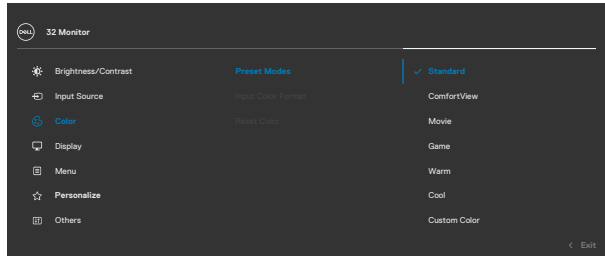 DELL
32 Monitor
Brightness/Contrast
Input Source
Color
Display
Menu
Personalize
Others
Preset Modes
Input Color Format
Reset Color
Standard
ComfortView
Movie
Game
Warm
Cool
Custom Color
Exit